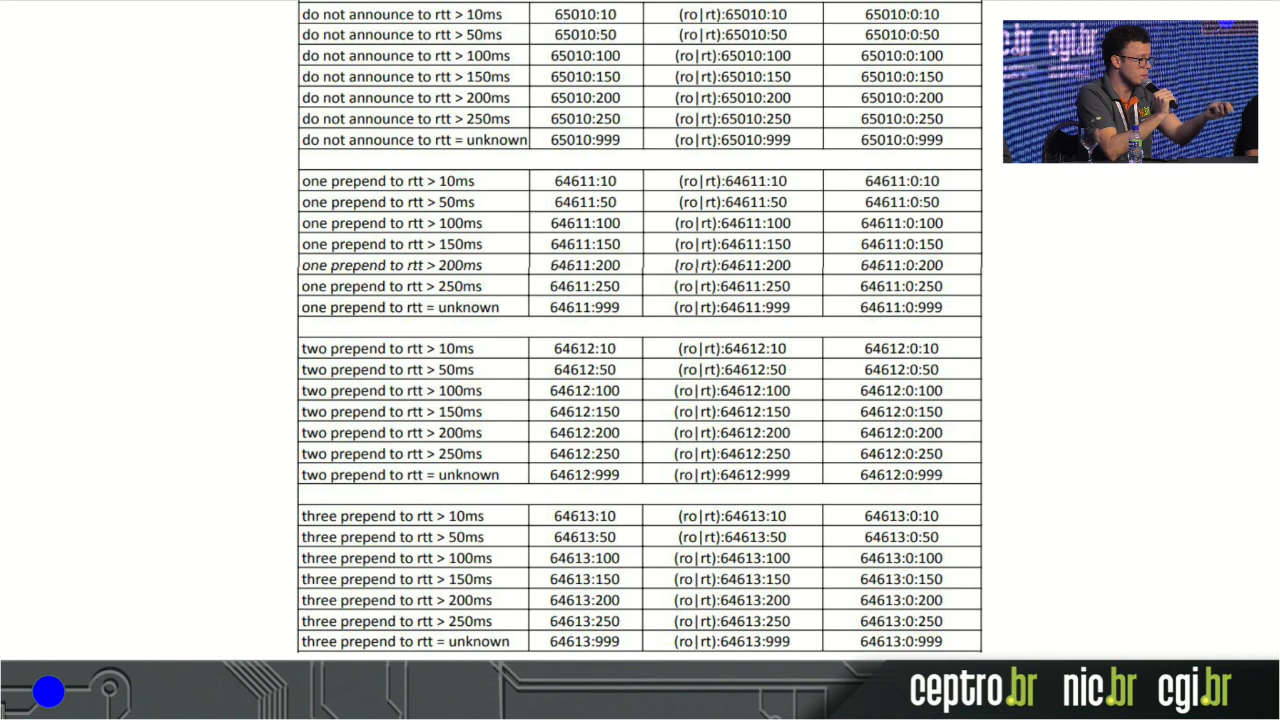 do not announce to rtt > 10ms 65010:10 (ro|rt):65010:10 65010:0:10
do not announce to rtt > 50ms 65010:50 (ro|rt):65010:50 65010:0:50
do not announce to rtt > 100ms 65010:100 (ro|rt):65010:100 65010:0:100
do not announce to rtt > 150ms 65010:150 (ro|rt):65010:150 65010:0:150
do not announce to rtt > 200ms 65010:200 (ro|rt):65010:200 65010:0:200
do not announce to rtt > 250ms 65010:250 (ro|rt):65010:250 65010:0:250
do not announce to rtt = unknown 65010:999 (ro|rt):65010:999 65010:0:999
one prepend to rtt > 10ms 64611:10 (ro|rt):64611:10 64611:0:10
one prepend to rtt > 50ms 64611:50 (ro|rt):64611:50 64611:0:50
one prepend to rtt > 100ms 64611:100 (ro|rt):64611:100 64611:0:100
one prepend to rtt > 150ms 64611:150 (ro|rt):64611:150 64611:0:150
one prepend to rtt > 200ms 64611:200 (ro|rt):64611:200 64611:0:200
one prepend to rtt > 250ms 64611:250 (ro|rt):64611:250 64611:0:250
one prepend to rtt = unknown 64611:999 (ro|rt):64611:999 64611:0:999
two prepend to rtt > 10ms 64612:10 (ro|rt):64612:10 64612:0:10
two prepend to rtt > 50ms 64612:50 (ro|rt):64612:50 64612:0:50
two prepend to rtt > 100ms 64612:100 (ro|rt):64612:100 64612:0:100
two prepend to rtt > 150ms 64612:150 (ro|rt):64612:150 64612:0:150
two prepend to rtt > 200ms 64612:200 (ro|rt):64612:200 64612:0:200
two prepend to rtt > 250ms 64612:250 (ro|rt):64612:250 64612:0:250
two prepend to rtt = unknown 64612:999 (ro|rt):64612:999 64612:0:999
three prepend to rtt > 10ms 64613:10 (ro|rt):64613:10 64613:0:10
three prepend to rtt > 50ms 64613:50 (ro|rt):64613:50 64613:0:50
three prepend to rtt > 100ms 64613:100 (ro|rt):64613:100 64613:0:100
three prepend to rtt > 150ms 64613:150 (ro|rt):64613:150 64613:0:150
three prepend to rtt > 200ms 64613:200 (ro|rt):64613:200 64613:0:200
three prepend to rtt > 250ms 64613:250 (ro|rt):64613:250 64613:0:250
three prepend to rtt = unknown 64613:999 (ro|rt):64613:999 64613:0:999
ic.br cgi.br
ceptro.br nic.br cgi.br